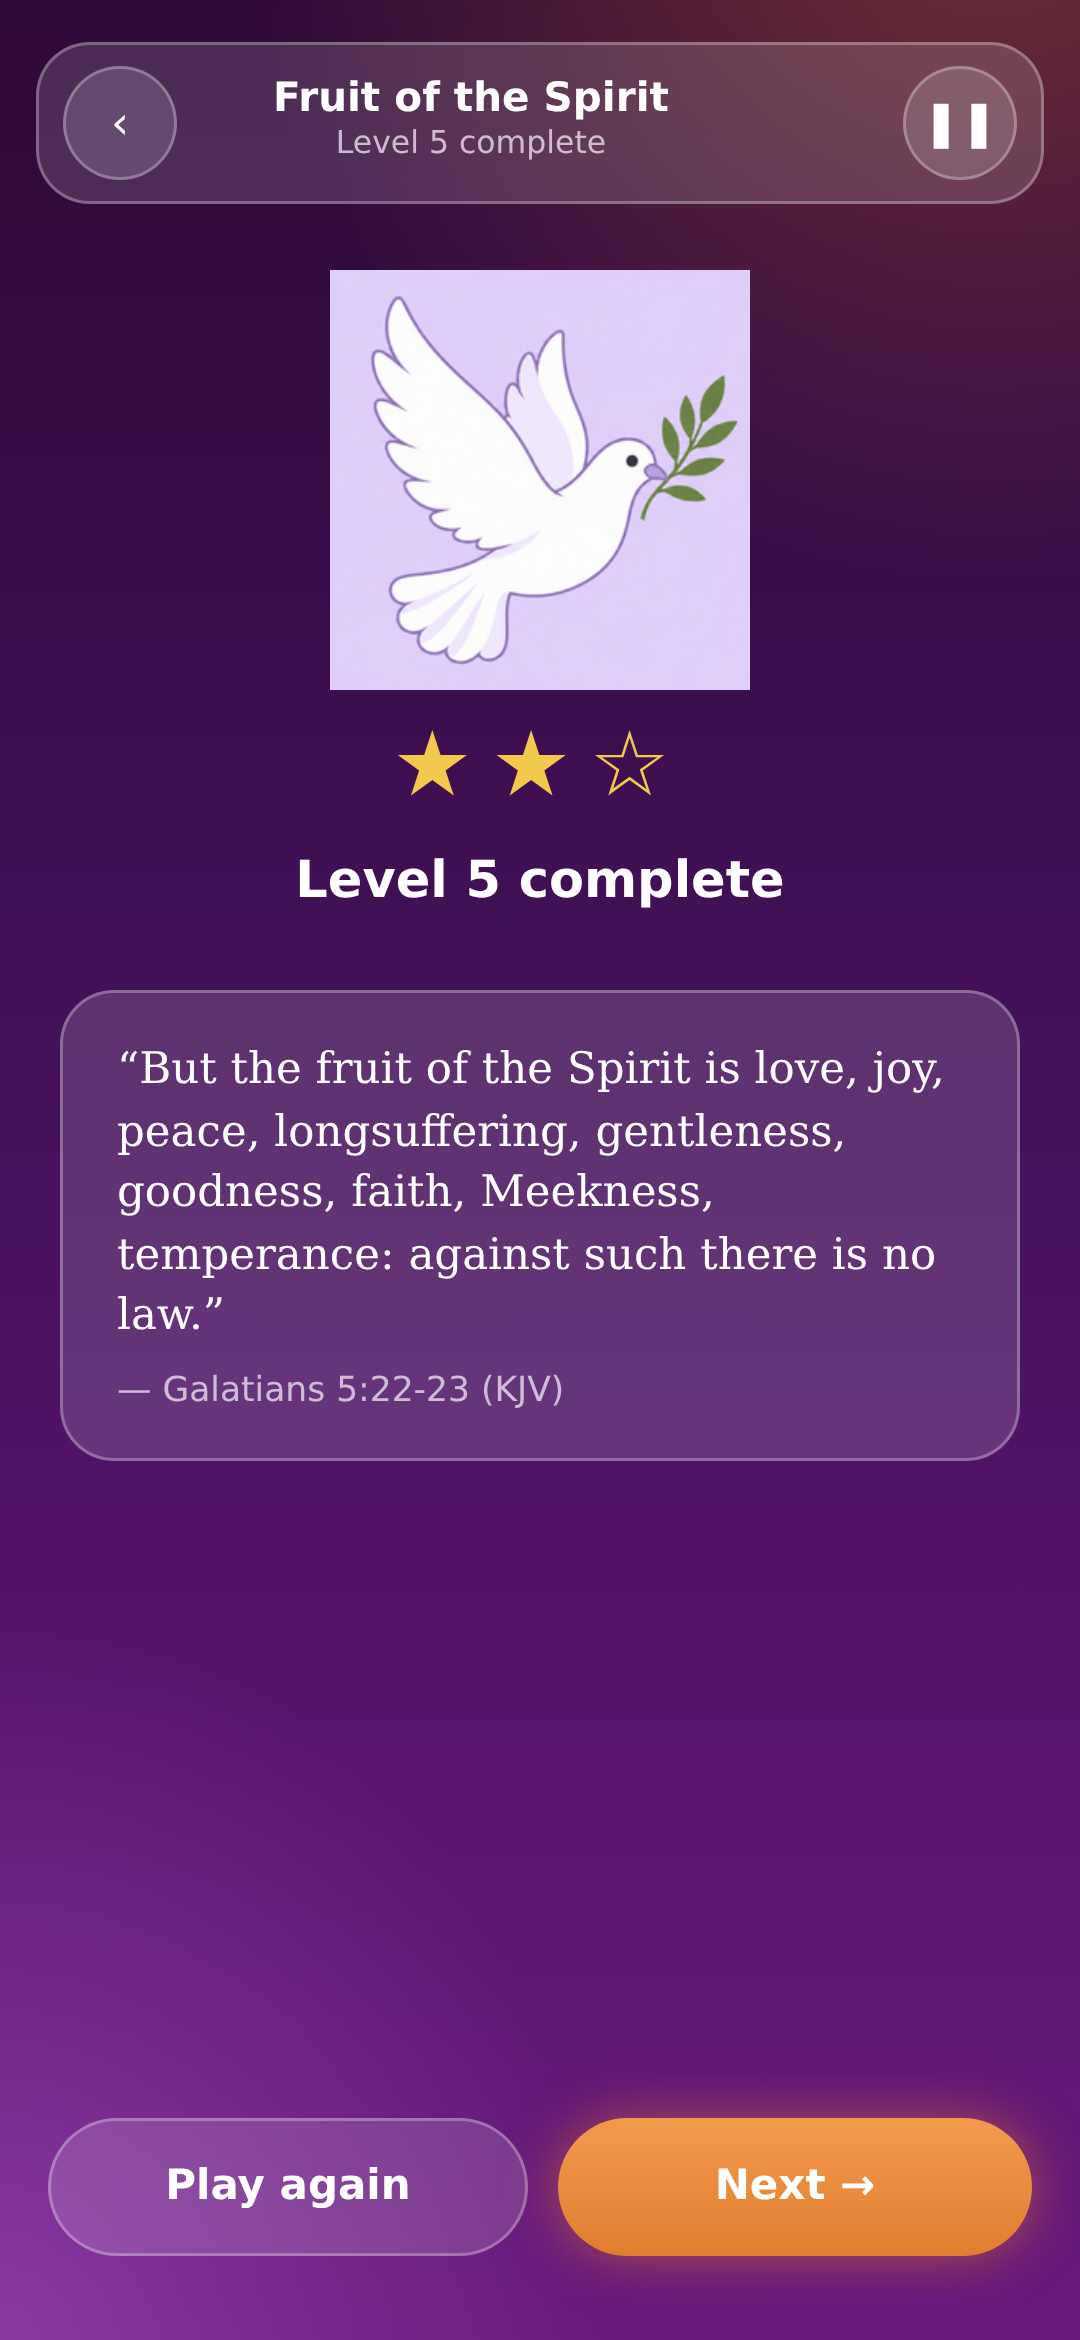 Fruit of the Spirit
Level 5 complete
Level 5 complete
“But the fruit of the Spirit is love, joy,
peace, longsuffering, gentleness,
goodness, faith, Meekness,
temperance: against such there is no
law.”
— Galatians 5:22-23 (KJV)
Play again
Next →